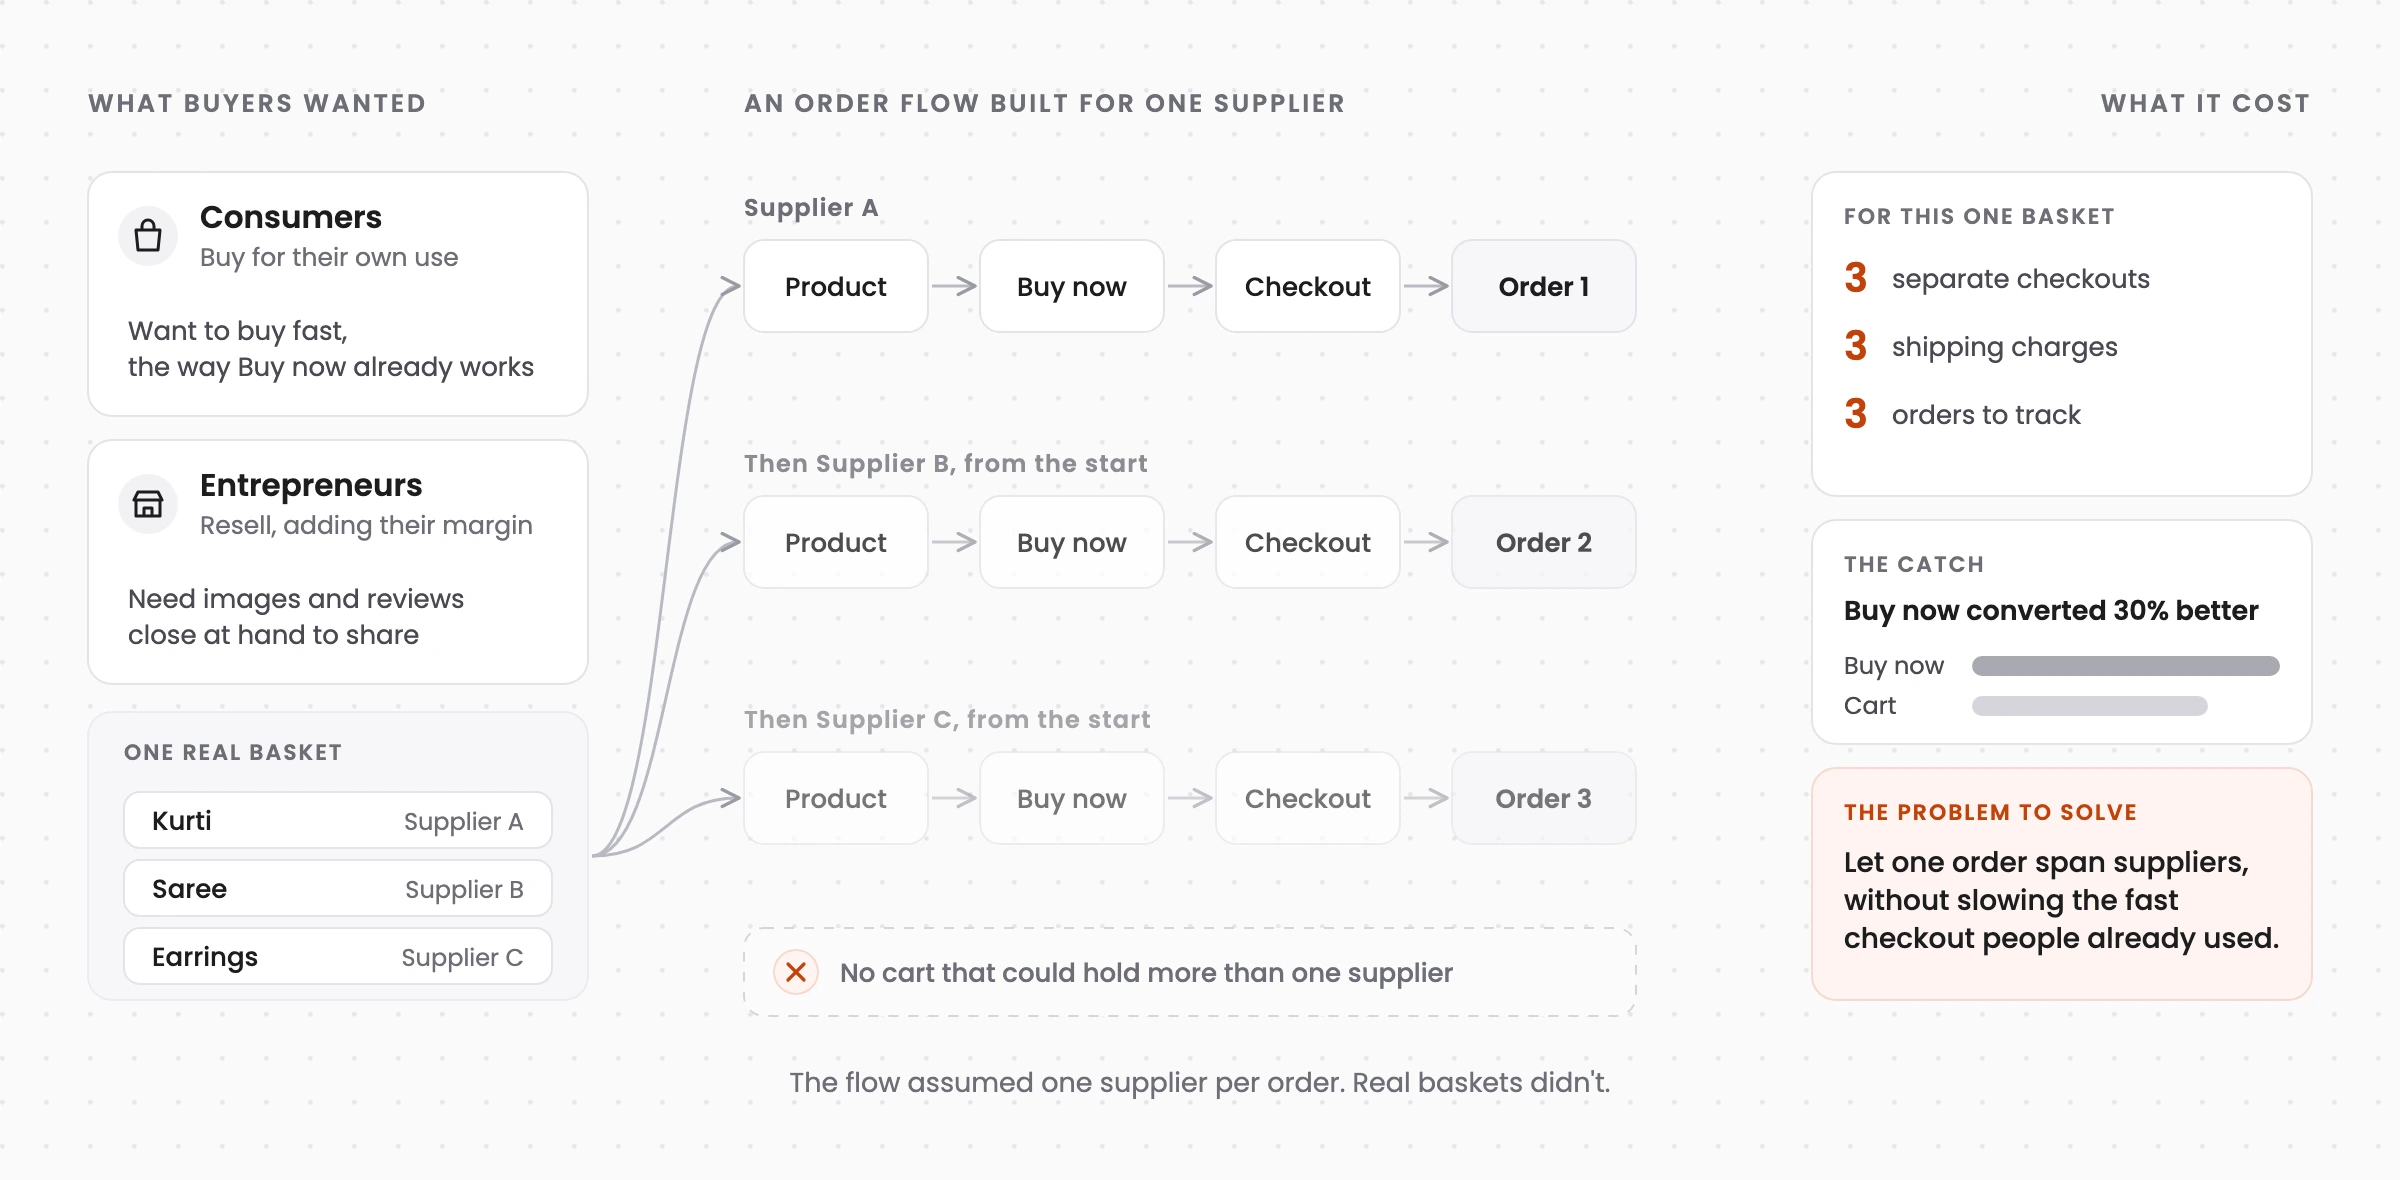 WHAT BUYERS WANTED
Consumers
Buy for their own use
Want to buy fast,
the way Buy now already works
Entrepreneurs
Resell, adding their margin
Need images and reviews
close at hand to share
ONE REAL BASKET
Kurti Supplier A
Saree Supplier B
Earrings Supplier C
AN ORDER FLOW BUILT FOR ONE SUPPLIER
Supplier A
Product Buy now Checkout Order 1
Then Supplier B, from the start
Product Buy now Checkout Order 2
Then Supplier C, from the start
Product Buy now Checkout Order 3
No cart that could hold more than one supplier
The flow assumed one supplier per order. Real baskets didn't.
WHAT IT COST
FOR THIS ONE BASKET
3 separate checkouts
3 shipping charges
3 orders to track
THE CATCH
Buy now converted 30% better
Buy now
Cart
THE PROBLEM TO SOLVE
Let one order span suppliers,
without slowing the fast
checkout people already used.